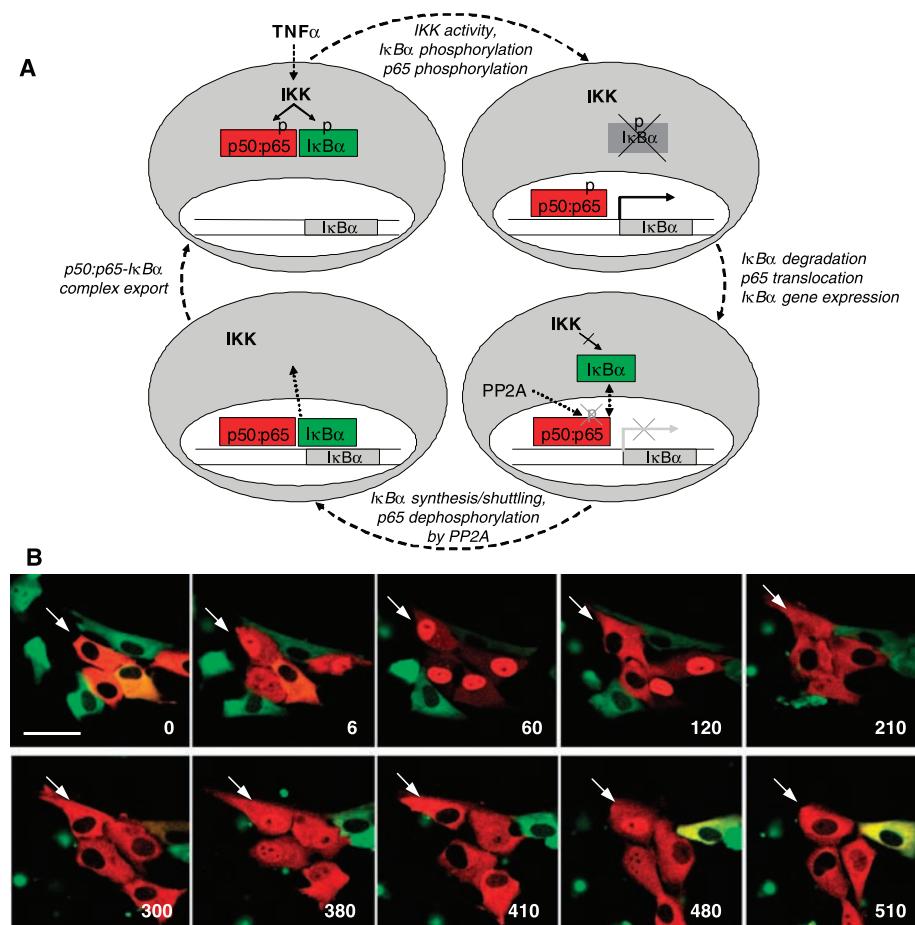 A
TNFα
IKK
p p
p50:p65 IκBα
IκBα
IKK activity,
IκBα phosphorylation
p65 phosphorylation
IKK
p
IκBα
p
p50:p65
IκBα
IκBα degradation
p65 translocation
IκBα gene expression
IKK
IκBα
PP2A
p
p50:p65
IκBα
IκBα synthesis/shuttling,
p65 dephosphorylation
by PP2A
IKK
p50:p65 IκBα
IκBα
p50:p65-IκBα
complex export
B
0 6 60 120 210
300 380 410 480 510